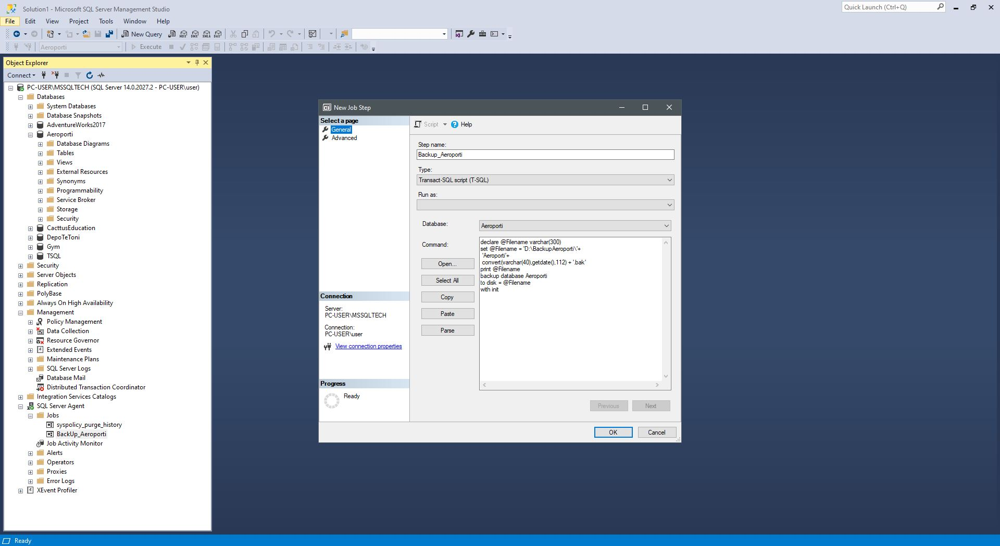 Solution1 - Microsoft SQL Server Management Studio
Quick Launch (Ctrl+Q)
File Edit View Project Tools Window Help
New Query MDX DMX XMLA DAX
Aeroporti Execute
Object Explorer
Connect
PC-USER\MSSQLTECH (SQL Server 14.0.2027.2 - PC-USER\user)
Databases
System Databases
Database Snapshots
AdventureWorks2017
Aeroporti
Database Diagrams
Tables
Views
External Resources
Synonyms
Programmability
Service Broker
Storage
Security
CacttusEducation
DepoTeToni
Gym
TSQL
Security
Server Objects
Replication
PolyBase
Always On High Availability
Management
Policy Management
Data Collection
Resource Governor
Extended Events
Maintenance Plans
SQL Server Logs
Database Mail
Distributed Transaction Coordinator
Integration Services Catalogs
SQL Server Agent
Jobs
syspolicy_purge_history
BackUp_Aeroporti
Job Activity Monitor
Alerts
Operators
Proxies
Error Logs
XEvent Profiler
New Job Step
Select a page
General
Advanced
Connection
Server:
PC-USER\MSSQLTECH
Connection:
PC-USER\user
View connection properties
Progress
Ready
Script Help
Step name:
Backup_Aeroporti
Type:
Transact-SQL script (T-SQL)
Run as:
Database: Aeroporti
Command:
Open...
Select All
Copy
Paste
Parse
declare @Filename varchar(300)
set @Filename = 'D:\BackupAeroporti\'+
'Aeroporti'+
convert(varchar(40),getdate(),112) + '.bak'
print @Filename
backup database Aeroporti
to disk = @Filename
with init
Previous Next
OK Cancel
Ready